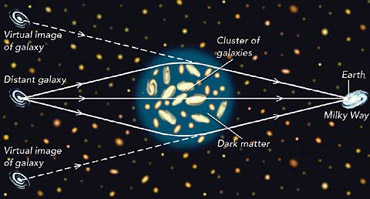 Virtual image
of galaxy
Cluster of
galaxies
Distant galaxy
Earth
Milky Way
Virtual image
of galaxy
Dark matter